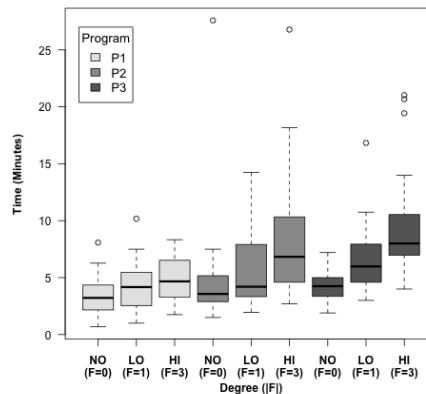 Program
P1
P2
P3
Time (Minutes)
25
20
15
10
5
0
NO LO HI NO LO HI NO LO HI
(F=0) (F=1) (F=3) (F=0) (F=1) (F=3) (F=0) (F=1) (F=3)
Degree (|F|)